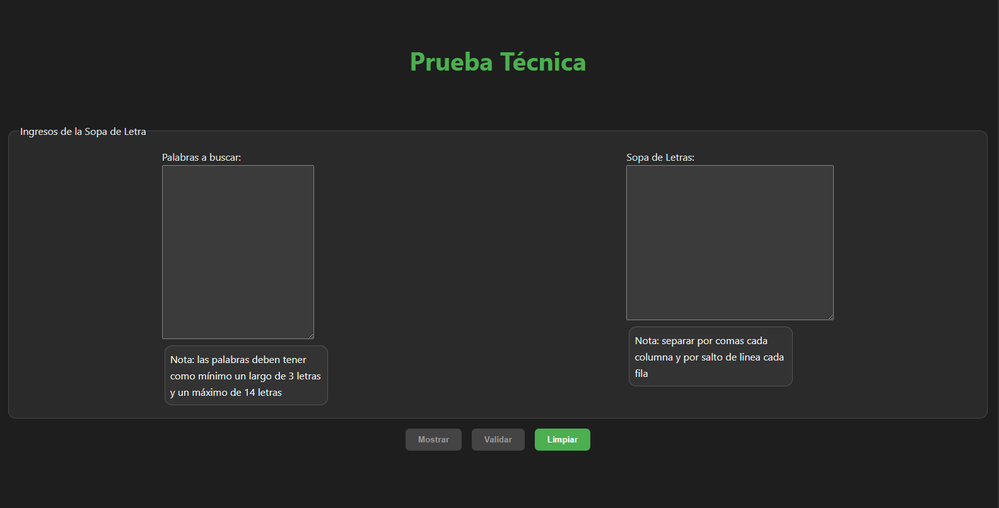 Prueba Técnica
Ingresos de la Sopa de Letra
Palabras a buscar:
Nota: las palabras deben tener
como mínimo un largo de 3 letras
y un máximo de 14 letras
Sopa de Letras:
Nota: separar por comas cada
columna y por salto de linea cada
fila
Mostrar
Validar
Limpiar